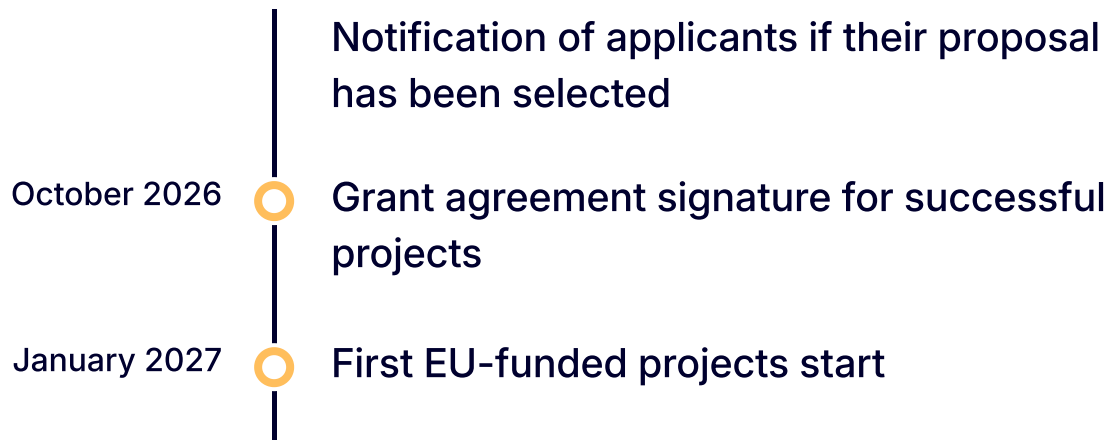 Notification of applicants if their proposal
has been selected
October 2026
Grant agreement signature for successful
projects
January 2027
First EU-funded projects start